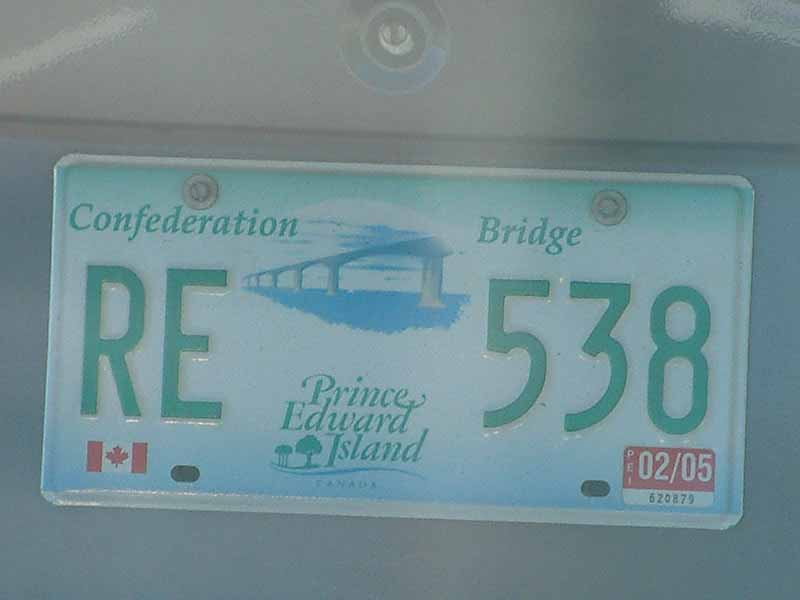 Confederation Bridge
RE 538
Prince
Edward
Island
CANADA
PEI 02/05
620879